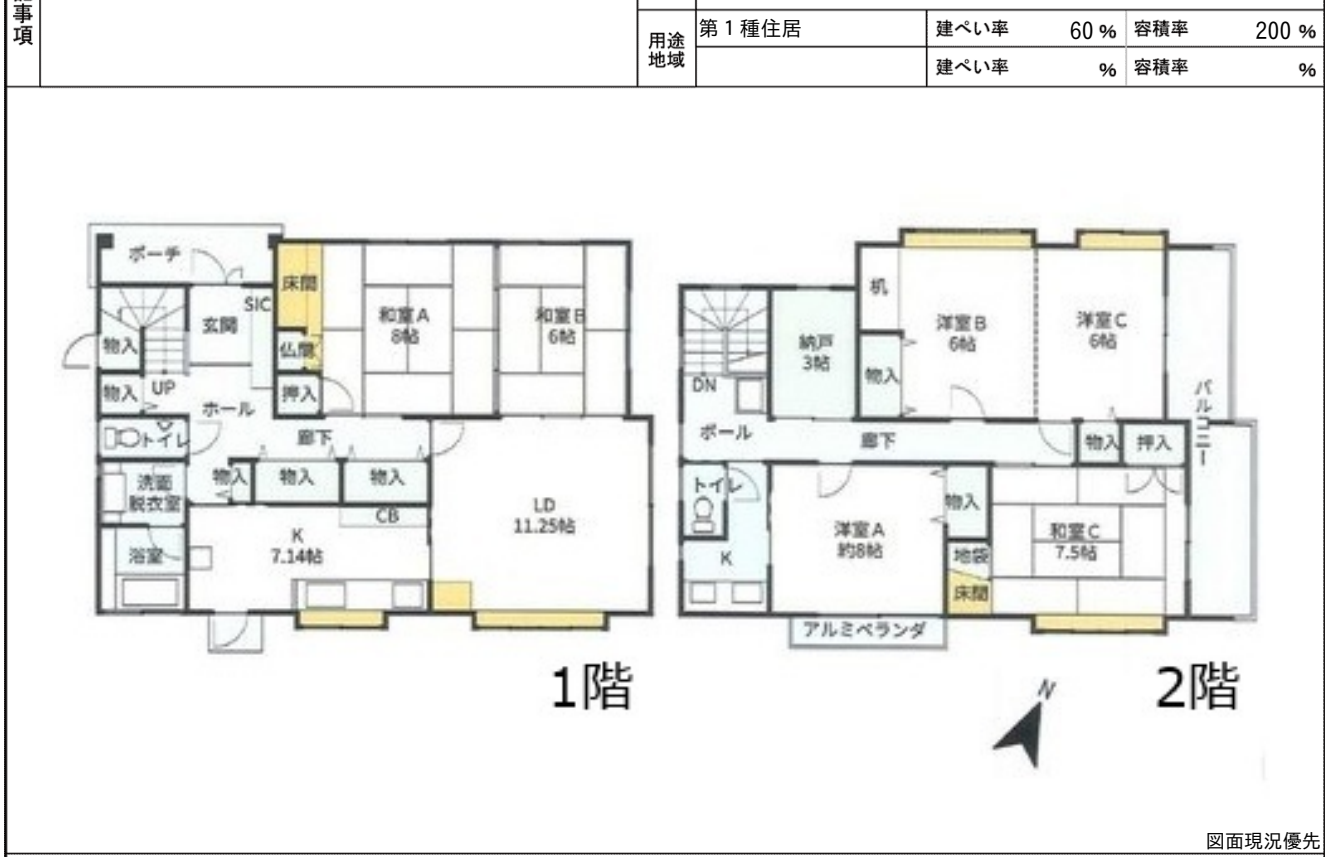 事
項
用途
地域
第1種住居
建ぺい率 60 % 容積率 200 %
建ぺい率 % 容積率 %
ポーチ
床間
SIC
玄関
和室A
8帖
和室B
6帖
仏間
物入
物入
UP
押入
ホール
トイレ
廊下
物入
物入
物入
洗面
脱衣室
CB
K
7.14帖
LD
11.25帖
浴室
1階
机
洋室B
6帖
洋室C
6帖
納戸
3帖
物入
DN
バルコニー
ホール
廊下
物入
押入
トイレ
洋室A
約8帖
物入
和室C
7.5帖
K
地袋
床間
アルミベランダ
2階
N
図面現況優先